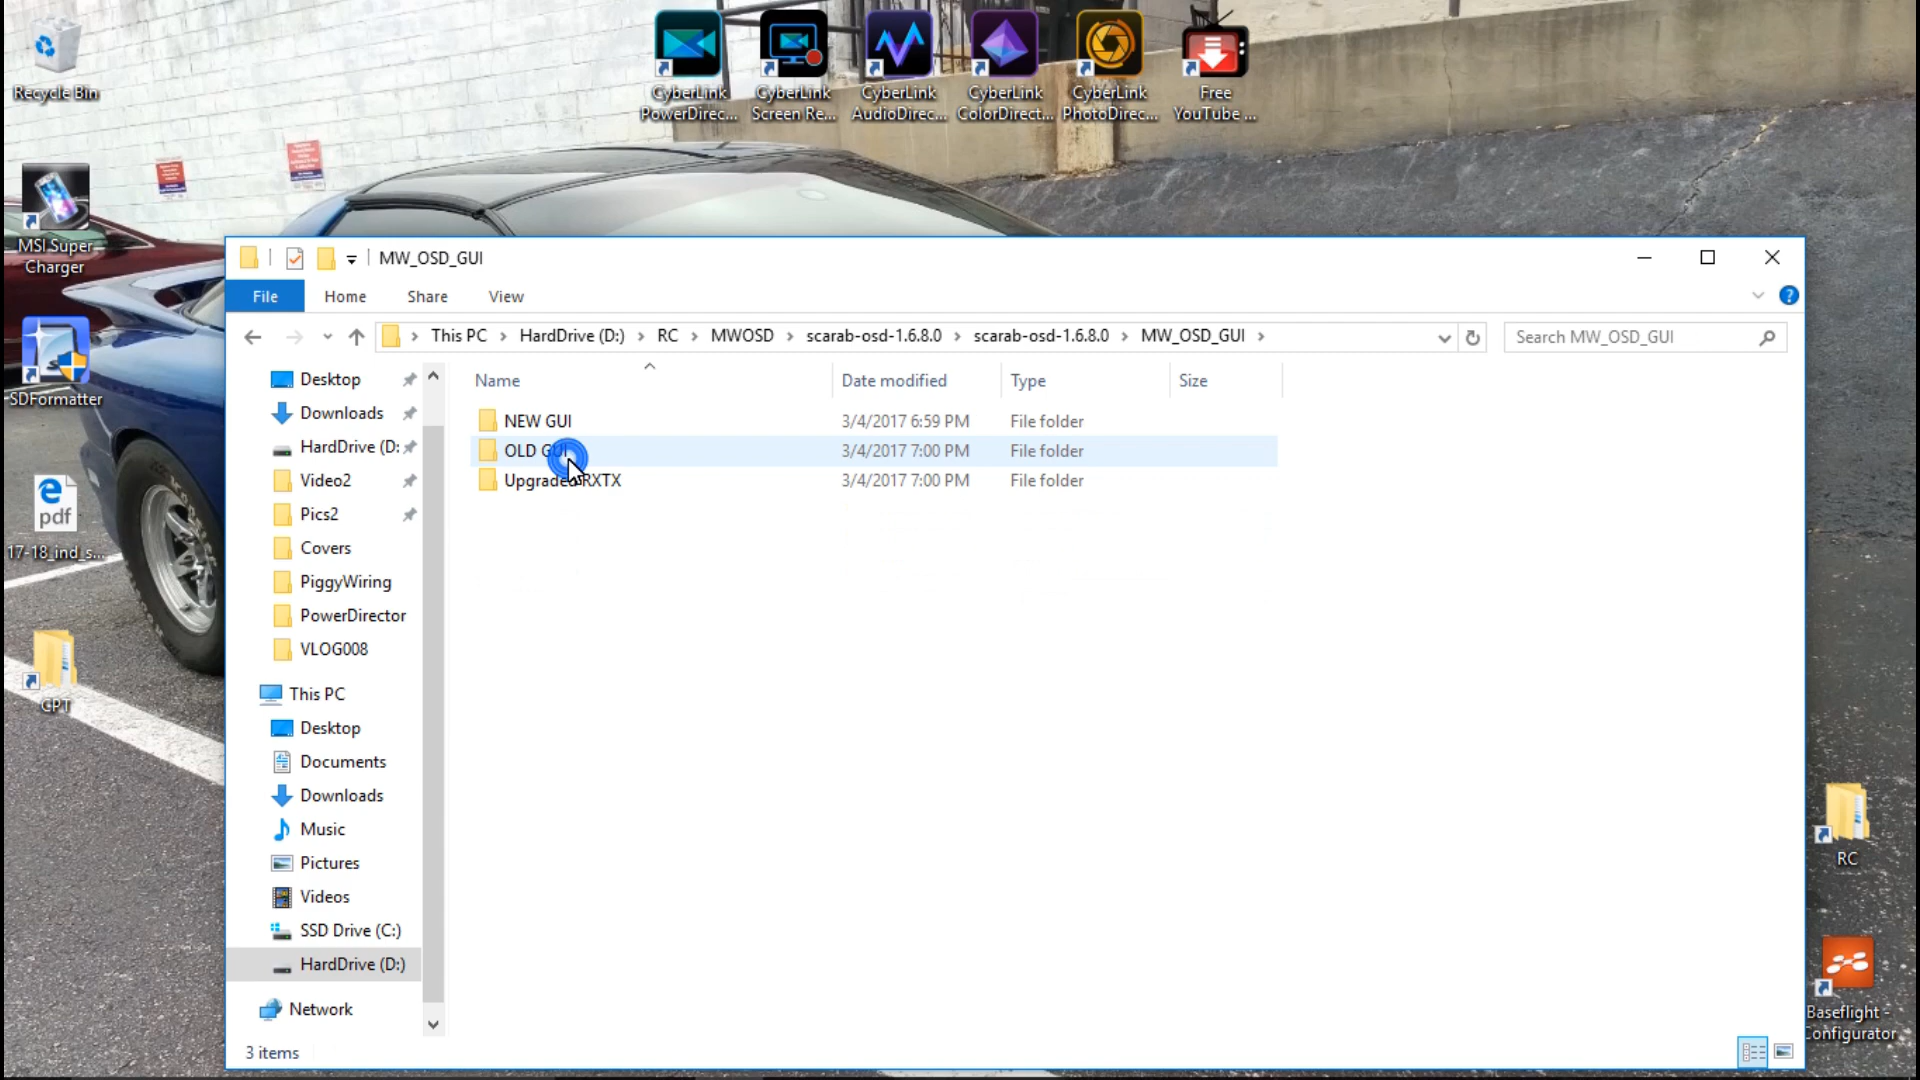 Recycle Bin
MSI Super
Charger
SDFormatter
pdf
17-18_ind_s...
CPT
CyberLink
PowerDirec...
CyberLink
Screen Re...
CyberLink
AudioDirec...
CyberLink
ColorDirect...
CyberLink
PhotoDirec...
Free
YouTube ...
MW_OSD_GUI
File
Home
Share
View
This PC
HardDrive (D:)
RC
MWOSD
scarab-osd-1.6.8.0
scarab-osd-1.6.8.0
MW_OSD_GUI
Search MW_OSD_GUI
Desktop
Downloads
HardDrive (D:
Video2
Pics2
Covers
PiggyWiring
PowerDirector
VLOG008
This PC
Desktop
Documents
Downloads
Music
Pictures
Videos
SSD Drive (C:)
HardDrive (D:)
Network
Name Date modified Type Size
NEW GUI 3/4/2017 6:59 PM File folder
OLD GUI 3/4/2017 7:00 PM File folder
Upgraded RXTX 3/4/2017 7:00 PM File folder
3 items
RC
Baseflight -
Configurator